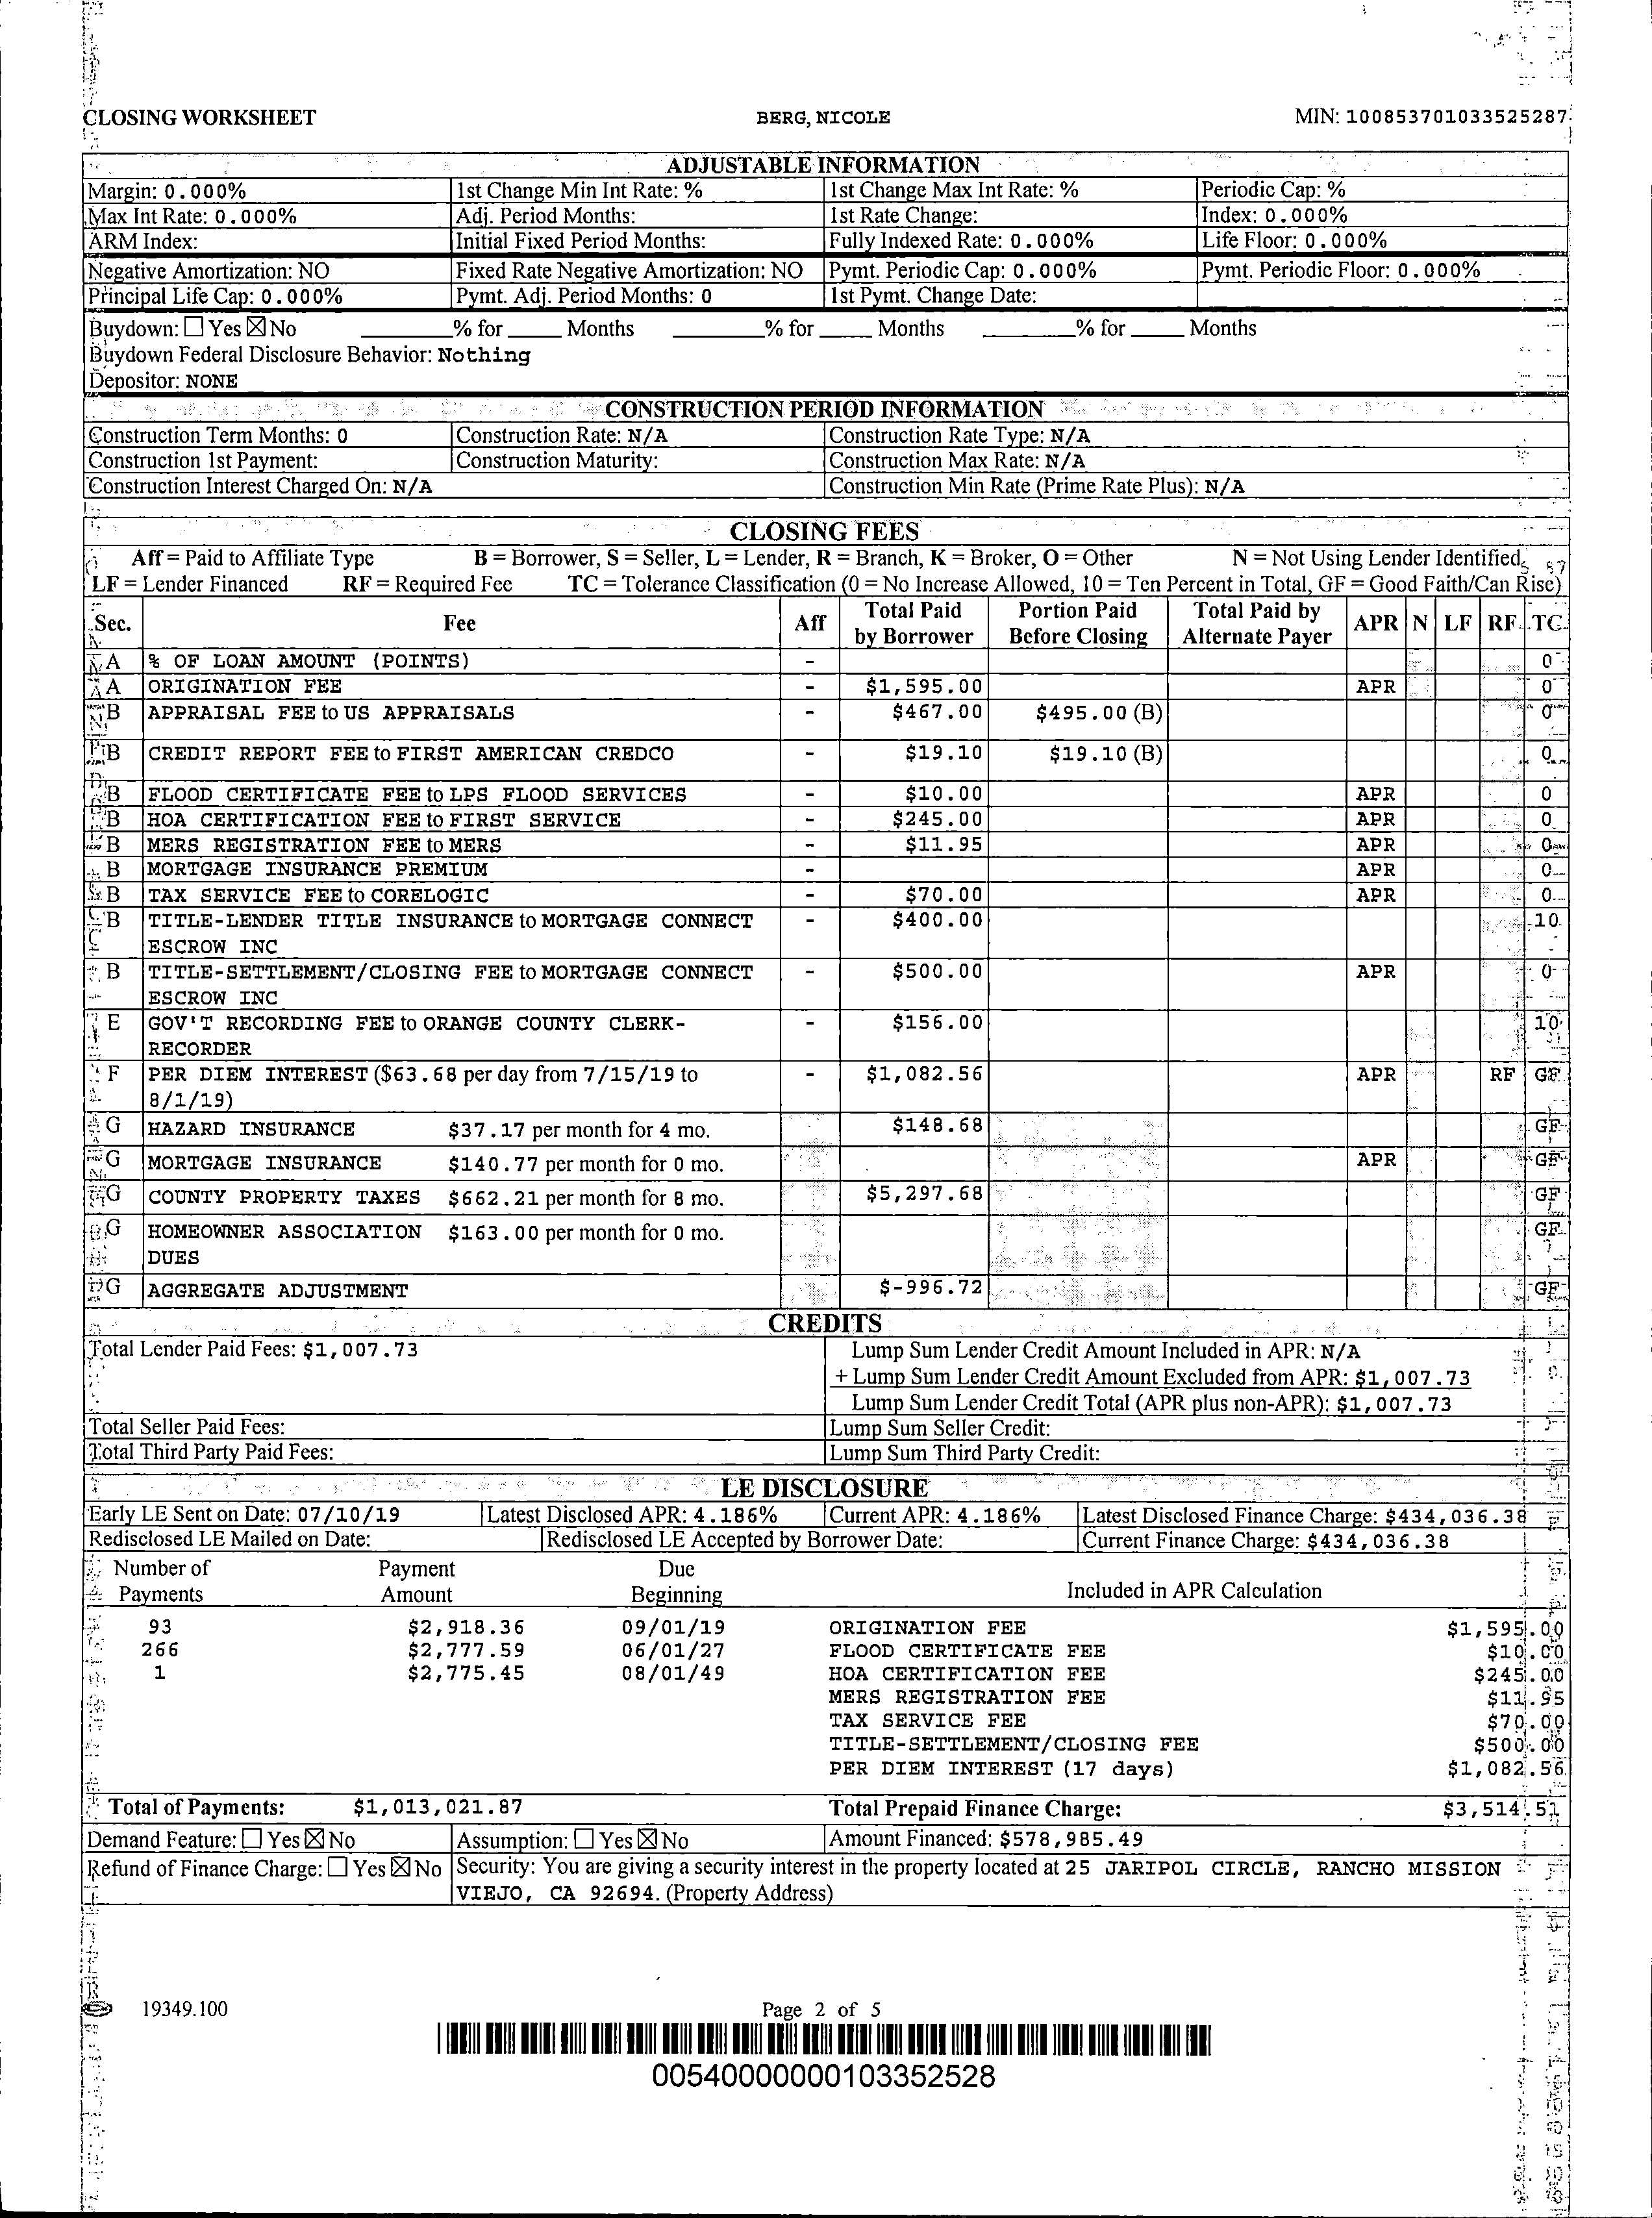 CLOSING WORKSHEET BERG, NICOLE MIN: 100853701033525287
ADJUSTABLE INFORMATION
Margin: 0.000% 1st Change Min Int Rate: % 1st Change Max Int Rate: % Periodic Cap: %
Max Int Rate: 0.000% Adj. Period Months: 1st Rate Change: Index: 0.000%
ARM Index: Initial Fixed Period Months: Fully Indexed Rate: 0.000% Life Floor: 0.000%
Negative Amortization: NO Fixed Rate Negative Amortization: NO Pymt. Periodic Cap: 0.000% Pymt. Periodic Floor: 0.000%
Principal Life Cap: 0.000% Pymt. Adj. Period Months: 0 1st Pymt. Change Date:
Buydown: ☐ Yes ☒ No ____% for ____ Months ____% for ____ Months ____% for ____ Months
Buydown Federal Disclosure Behavior: Nothing
Depositor: NONE
CONSTRUCTION PERIOD INFORMATION
Construction Term Months: 0 Construction Rate: N/A Construction Rate Type: N/A
Construction 1st Payment: Construction Maturity: Construction Max Rate: N/A
Construction Interest Charged On: N/A Construction Min Rate (Prime Rate Plus): N/A
CLOSING FEES
Aff = Paid to Affiliate Type B = Borrower, S = Seller, L = Lender, R = Branch, K = Broker, O = Other N = Not Using Lender Identified
LF = Lender Financed RF = Required Fee TC = Tolerance Classification (0 = No Increase Allowed, 10 = Ten Percent in Total, GF = Good Faith/Can Rise)
Sec. Fee Aff Total Paid by Borrower Portion Paid Before Closing Total Paid by Alternate Payer APR N LF RF TC
A % OF LOAN AMOUNT (POINTS) - 0
A ORIGINATION FEE - $1,595.00 APR 0
B APPRAISAL FEE to US APPRAISALS - $467.00 $495.00 (B) 0
B CREDIT REPORT FEE to FIRST AMERICAN CREDCO - $19.10 $19.10 (B) 0
B FLOOD CERTIFICATE FEE to LPS FLOOD SERVICES - $10.00 APR 0
B HOA CERTIFICATION FEE to FIRST SERVICE - $245.00 APR 0
B MERS REGISTRATION FEE to MERS - $11.95 APR 0
B MORTGAGE INSURANCE PREMIUM - APR 0
B TAX SERVICE FEE to CORELOGIC - $70.00 APR 0
B TITLE-LENDER TITLE INSURANCE to MORTGAGE CONNECT - $400.00 10
ESCROW INC
B TITLE-SETTLEMENT/CLOSING FEE to MORTGAGE CONNECT - $500.00 APR 0
ESCROW INC
E GOV'T RECORDING FEE to ORANGE COUNTY CLERK- - $156.00 10
RECORDER
F PER DIEM INTEREST ($63.68 per day from 7/15/19 to - $1,082.56 APR RF GF
8/1/19)
G HAZARD INSURANCE $37.17 per month for 4 mo. $148.68 GF
G MORTGAGE INSURANCE $140.77 per month for 0 mo. APR GF
G COUNTY PROPERTY TAXES $662.21 per month for 8 mo. $5,297.68 GF
G HOMEOWNER ASSOCIATION $163.00 per month for 0 mo. GF
DUES
G AGGREGATE ADJUSTMENT $-996.72 GF
CREDITS
Total Lender Paid Fees: $1,007.73 Lump Sum Lender Credit Amount Included in APR: N/A
+ Lump Sum Lender Credit Amount Excluded from APR: $1,007.73
Lump Sum Lender Credit Total (APR plus non-APR): $1,007.73
Total Seller Paid Fees: Lump Sum Seller Credit:
Total Third Party Paid Fees: Lump Sum Third Party Credit:
LE DISCLOSURE
Early LE Sent on Date: 07/10/19 Latest Disclosed APR: 4.186% Current APR: 4.186% Latest Disclosed Finance Charge: $434,036.38
Redisclosed LE Mailed on Date: Redisclosed LE Accepted by Borrower Date: Current Finance Charge: $434,036.38
Number of Payment Due
Payments Amount Beginning Included in APR Calculation
93 $2,918.36 09/01/19 ORIGINATION FEE $1,595.00
266 $2,777.59 06/01/27 FLOOD CERTIFICATE FEE $10.00
1 $2,775.45 08/01/49 HOA CERTIFICATION FEE $245.00
MERS REGISTRATION FEE $11.95
TAX SERVICE FEE $70.00
TITLE-SETTLEMENT/CLOSING FEE $500.00
PER DIEM INTEREST (17 days) $1,082.56
Total of Payments: $1,013,021.87 Total Prepaid Finance Charge: $3,514.51
Demand Feature: ☐ Yes ☒ No Assumption: ☐ Yes ☒ No Amount Financed: $578,985.49
Refund of Finance Charge: ☐ Yes ☒ No Security: You are giving a security interest in the property located at 25 JARIPOL CIRCLE, RANCHO MISSION
VIEJO, CA 92694. (Property Address)
19349.100 Page 2 of 5
00540000000103352528